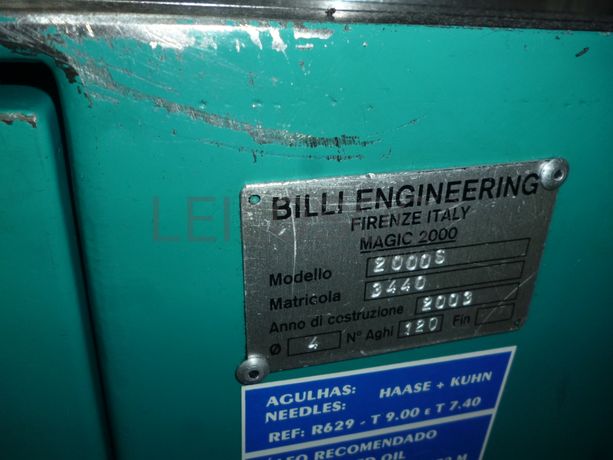 BILLI ENGINEERING
FIRENZE ITALY
MAGIC 2000
Modello 2000S
Matricola 3440
Anno di costruzione 2003
Ø 4 N° Aghi 120 Fin
AGULHAS: HAASE + KUHN
NEEDLES:
REF: R629 - T 9.00 E T 7.40
RECOMENDADO
OIL